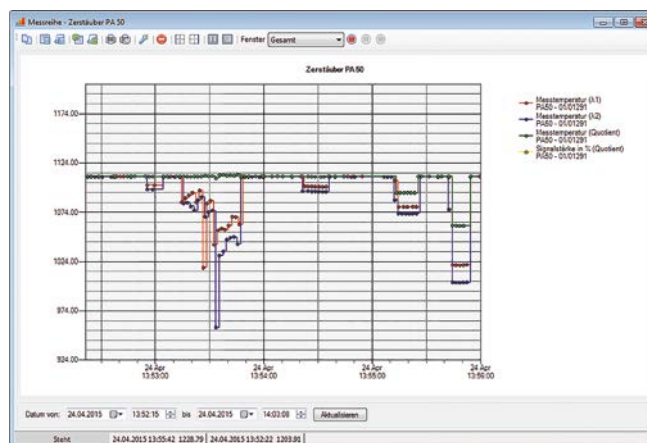 Messreihe - Zerstäuber PA 50
Fenster Gesamt
Zerstäuber PA50
1174.00
1124.00
1074.00
1024.00
974.00
924.00
24 Apr
13:53:00
24 Apr
13:54:00
24 Apr
13:55:00
24 Apr
13:56:00
Messtemperatur (λ1)
PA50 - 01/01291
Messtemperatur (λ2)
PA50 - 01/01291
Messtemperatur (Quotient)
PA50 - 01/01291
Signalstärke in % (Quotient)
PA50 - 01/01291
Datum von: 24.04.2015 13:52:15 bis 24.04.2015 14:03:08 Aktualisieren
Steht 24.04.2015 13:55:42 1228.79 24.04.2015 13:52:22 1203.91